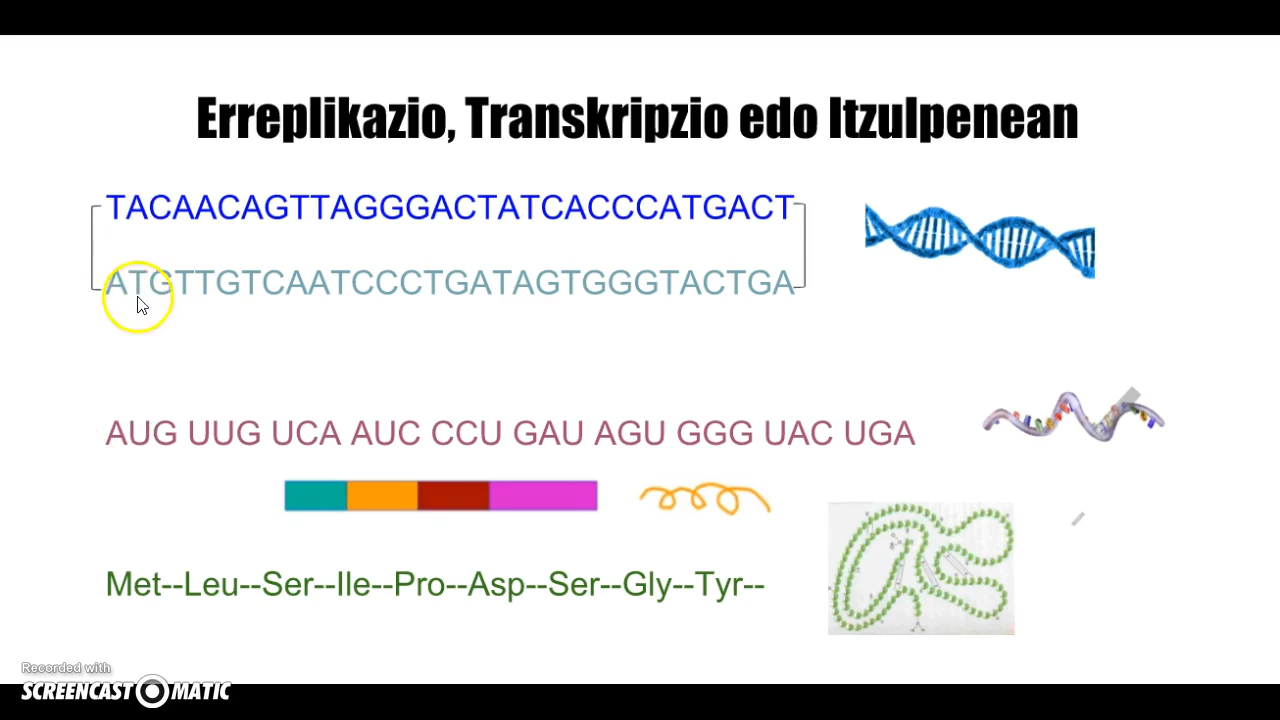 Erreplikazio, Transkripzio edo Itzulpenean
TACAACAGTTAGGGACTATCACCCATGACT
ATGTTGTCAATCCCTGATAGTGGGTACTGA
AUG UUG UCA AUC CCU GAU AGU GGG UAC UGA
Met--Leu--Ser--Ile--Pro--Asp--Ser--Gly--Tyr--
Recorded with
SCREENCAST MATIC